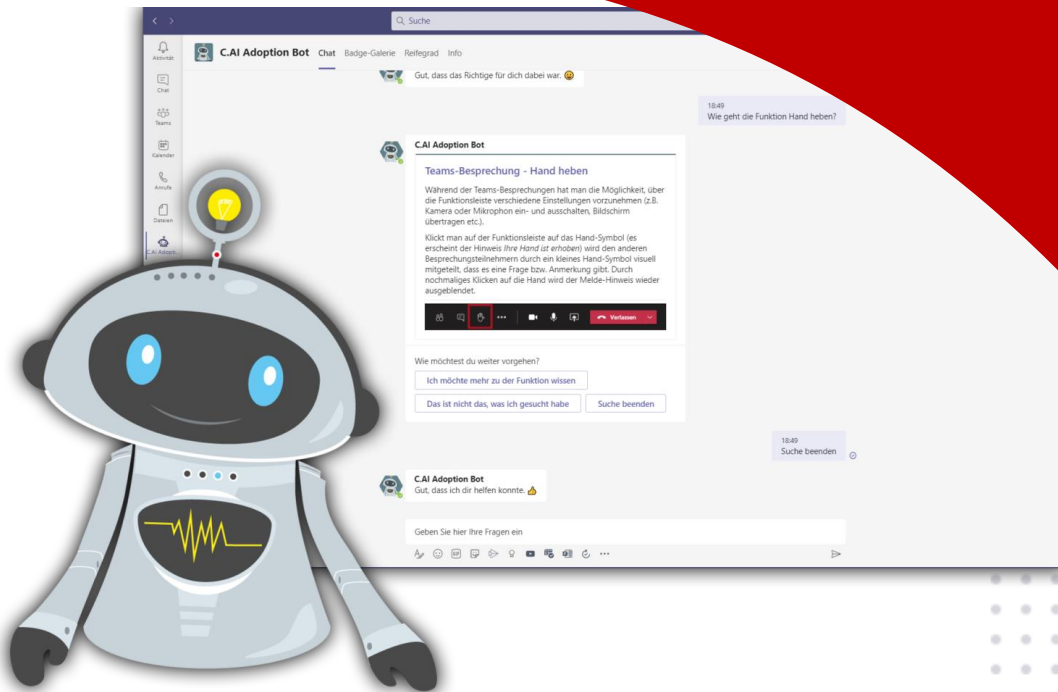 Suche
C.AI Adoption Bot Chat Badge-Galerie Reifegrad Info
Aktivität
Chat
Teams
Kalender
Anrufe
Dateien
C.AI Adopti...
Gut, dass das Richtige für dich dabei war. 😀
18:49
Wie geht die Funktion Hand heben?
C.AI Adoption Bot
Teams-Besprechung - Hand heben
Während der Teams-Besprechungen hat man die Möglichkeit, über
die Funktionsleiste verschiedene Einstellungen vorzunehmen (z.B.
Kamera oder Mikrophon ein- und ausschalten, Bildschirm
übertragen etc.).
Klickt man auf der Funktionsleiste auf das Hand-Symbol (es
erscheint der Hinweis Ihre Hand ist erhoben) wird den anderen
Besprechungsteilnehmern durch ein kleines Hand-Symbol visuell
mitgeteilt, dass es eine Frage bzw. Anmerkung gibt. Durch
nochmaliges Klicken auf die Hand wird der Melde-Hinweis wieder
ausgeblendet.
Verlassen
Wie möchtest du weiter vorgehen?
Ich möchte mehr zu der Funktion wissen
Das ist nicht das, was ich gesucht habe
Suche beenden
18:49
Suche beenden
C.AI Adoption Bot
Gut, dass ich dir helfen konnte. 👍
Geben Sie hier Ihre Fragen ein